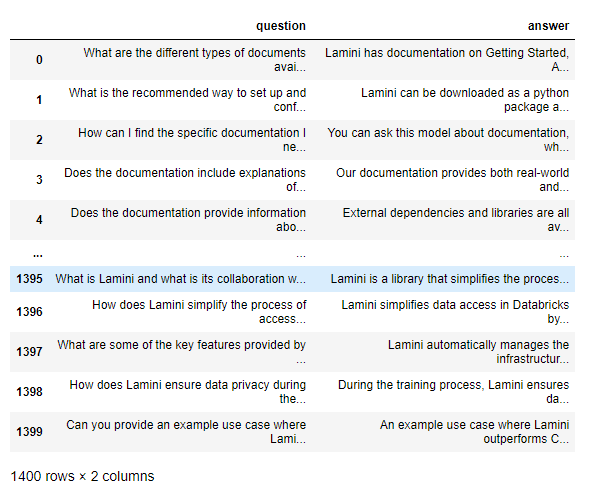 question answer
0 What are the different types of documents Lamini has documentation on Getting Started,
avai... A...
1 What is the recommended way to set up and Lamini can be downloaded as a python
conf... package a...
2 How can I find the specific documentation I You can ask this model about documentation,
ne... wh...
3 Does the documentation include explanations Our documentation provides both real-world
of... and...
4 Does the documentation provide information External dependencies and libraries are all
abo... av...
... ... ...
1395 What is Lamini and what is its collaboration w... Lamini is a library that simplifies the proces...
1396 How does Lamini simplify the process of Lamini simplifies data access in Databricks
access... by...
1397 What are some of the key features provided by Lamini automatically manages the
... infrastructur...
1398 How does Lamini ensure data privacy during During the training process, Lamini ensures
the... da...
1399 Can you provide an example use case where An example use case where Lamini
Lami... outperforms C...
1400 rows × 2 columns